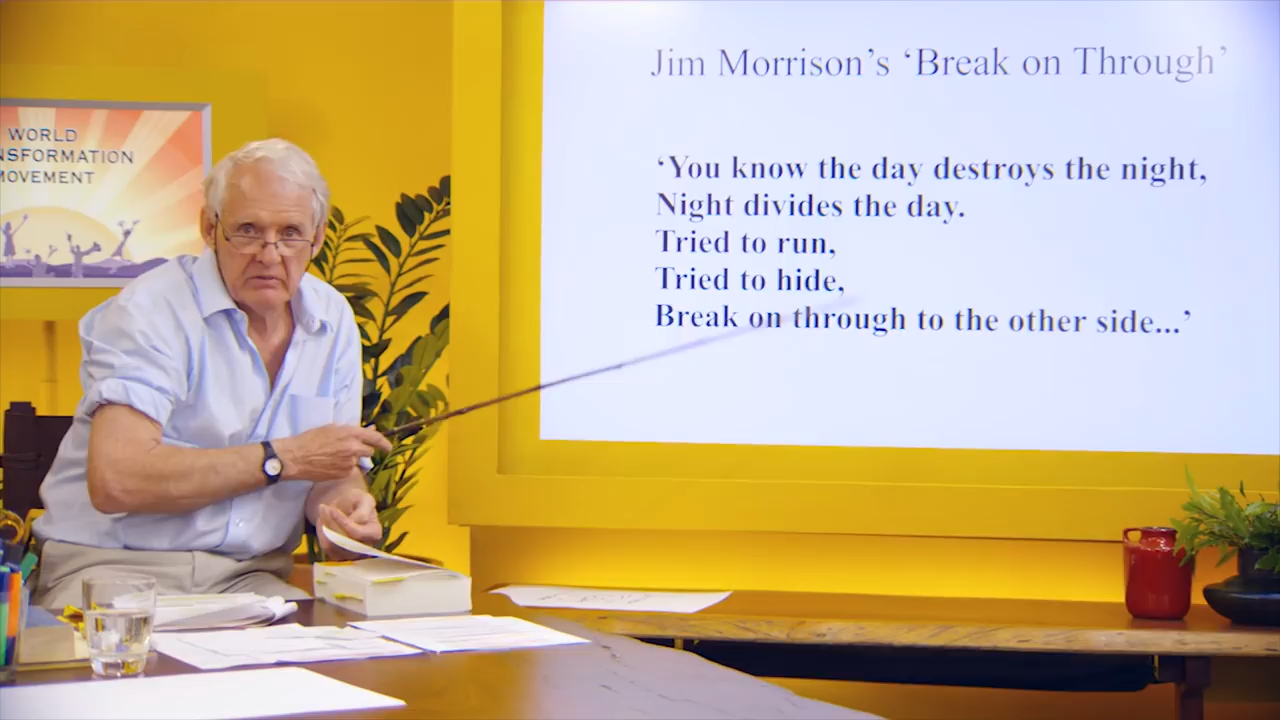 WORLD
NSFORMATION
MOVEMENT
Jim Morrison's ‘Break on Through’
‘You know the day destroys the night,
Night divides the day.
Tried to run,
Tried to hide,
Break on through to the other side...’